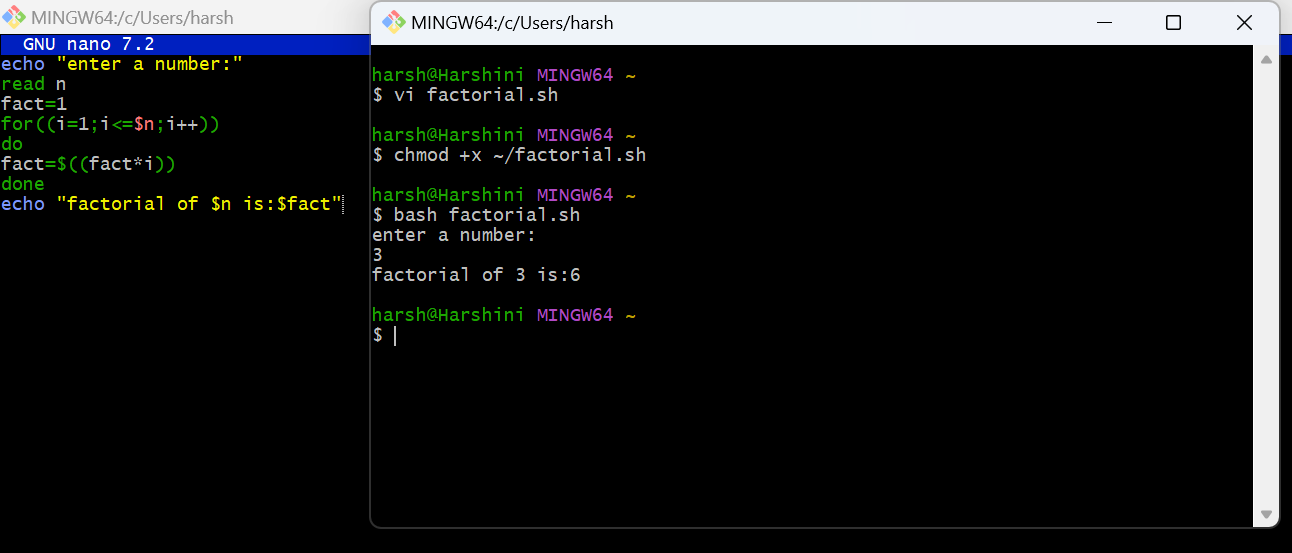 MINGW64:/c/Users/harsh
GNU nano 7.2
echo "enter a number:"
read n
fact=1
for((i=1;i<=$n;i++))
do
fact=$((fact*i))
done
echo "factorial of $n is:$fact"
MINGW64:/c/Users/harsh
harsh@Harshini MINGW64 ~
$ vi factorial.sh
harsh@Harshini MINGW64 ~
$ chmod +x ~/factorial.sh
harsh@Harshini MINGW64 ~
$ bash factorial.sh
enter a number:
3
factorial of 3 is:6
harsh@Harshini MINGW64 ~
$